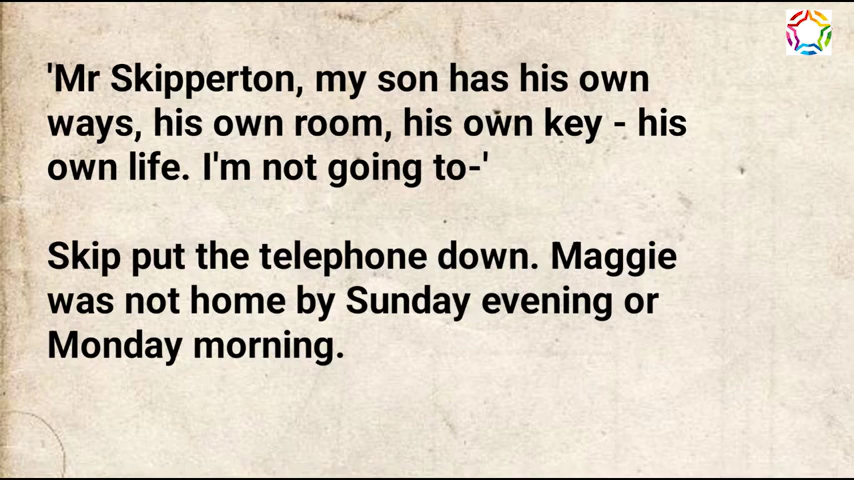 'Mr Skipperton, my son has his own
ways, his own room, his own key - his
own life. I'm not going to-'
Skip put the telephone down. Maggie
was not home by Sunday evening or
Monday morning.